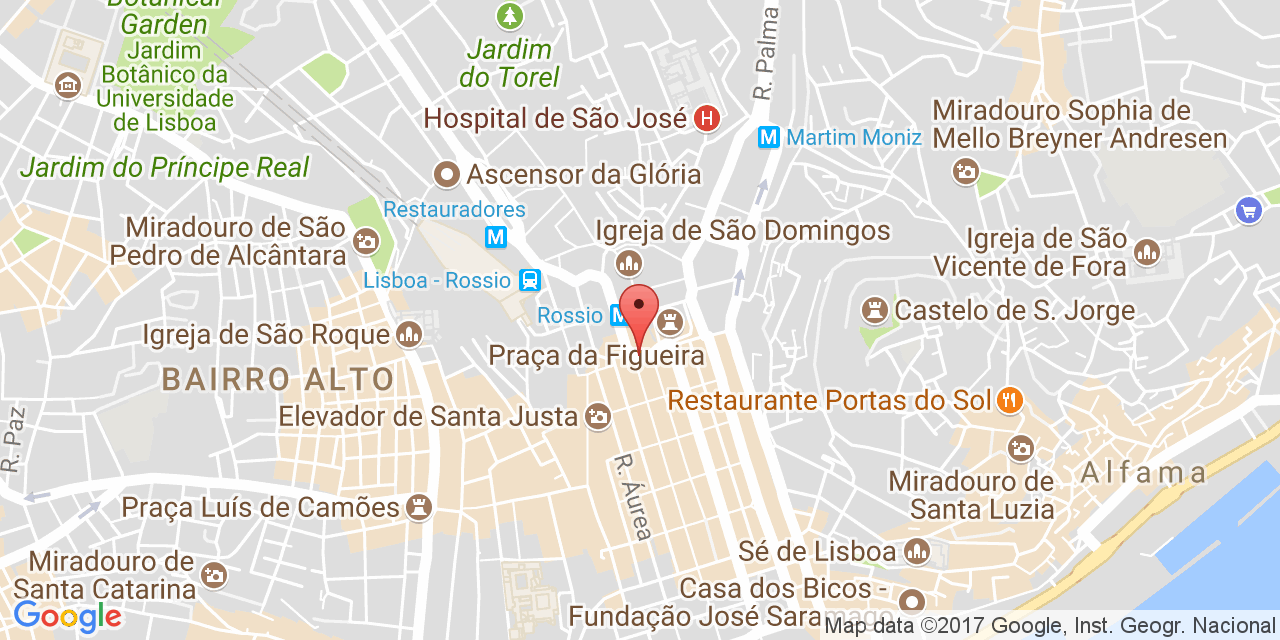 Botanical
Garden
Jardim
Botânico da
Universidade
de Lisboa
Jardim
do Torel
R. Palma
Hospital de São José
H
M
Martim Moniz
Miradouro Sophia de
Mello Breyner Andresen
Jardim do Príncipe Real
Ascensor da Glória
Restauradores
M
Miradouro de São
Pedro de Alcântara
Igreja de São Domingos
Igreja de São
Vicente de Fora
Lisboa - Rossio
Rossio
M
Castelo de S. Jorge
Igreja de São Roque
Praça da Figueira
BAIRRO ALTO
Restaurante Portas do Sol
Elevador de Santa Justa
R. Paz
R. Áurea
Alfama
Miradouro de
Santa Luzia
Praça Luís de Camões
Sé de Lisboa
Miradouro de
Santa Catarina
Casa dos Bicos -
Fundação José Saramago
Google
Map data ©2017 Google, Inst. Geogr. Nacional